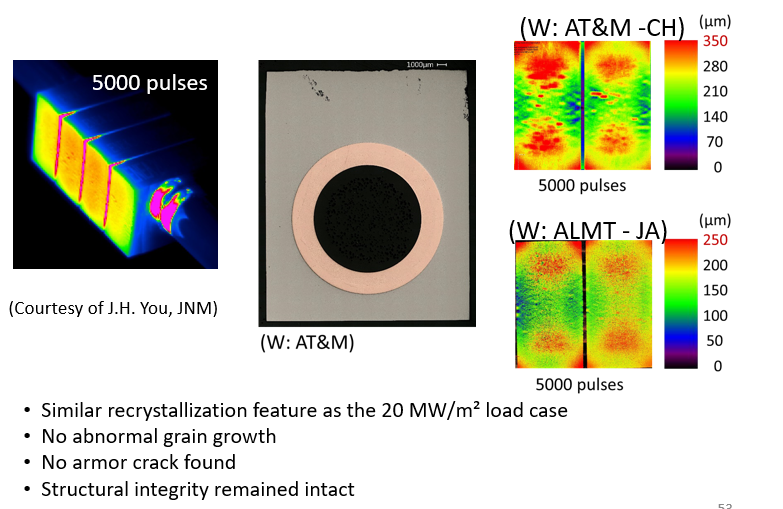 5000 pulses
(Courtesy of J.H. You, JNM)
1000µm
(W: AT&M)
(W: AT&M -CH)
(µm)
350
280
210
140
70
0
5000 pulses
(W: ALMT - JA)
(µm)
250
200
150
100
50
0
5000 pulses
• Similar recrystallization feature as the 20 MW/m² load case
• No abnormal grain growth
• No armor crack found
• Structural integrity remained intact
53